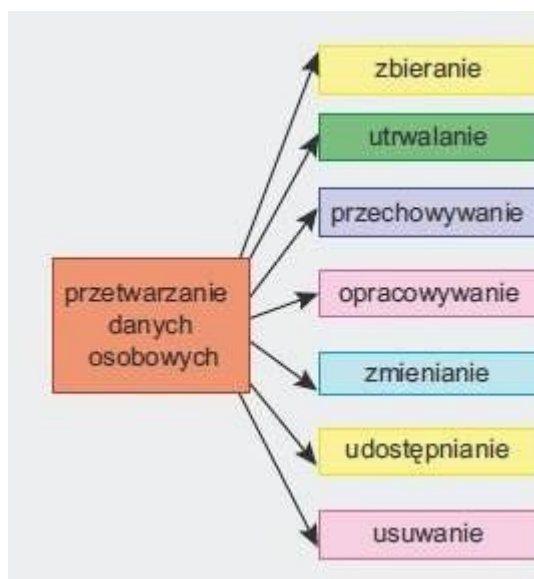 zbieranie
utrwalanie
przechowywanie
przetwarzanie
danych
osobowych
opracowywanie
zmienianie
udostępnianie
usuwanie